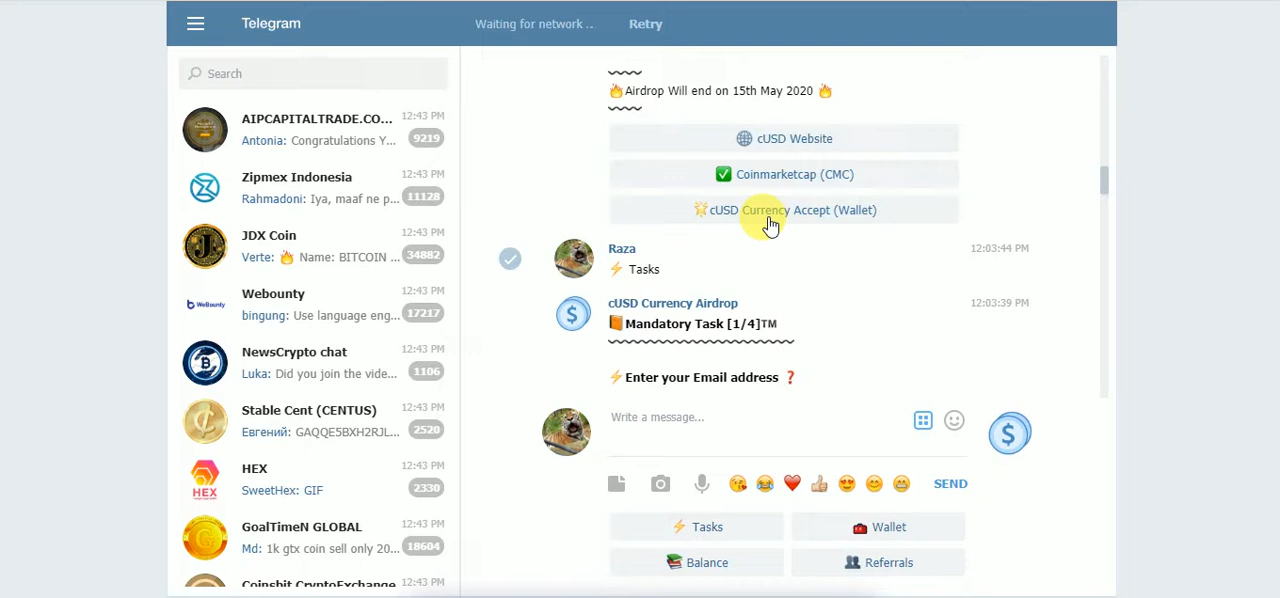 Telegram
Waiting for network ...
Retry
Search
AIPCAPITALTRADE.CO...
12:43 PM
Antonia: Congratulations Y...
9219
Zipmex Indonesia
12:43 PM
Rahmadoni: Iya, maaf ne p...
11128
JDX Coin
12:43 PM
Verte: 🔥 Name: BITCOIN ...
34882
Webounty
12:43 PM
WeBounty
bingung: Use language eng...
17217
NewsCrypto chat
12:43 PM
Luka: Did you join the vide...
1106
Stable Cent (CENTUS)
12:43 PM
Евгений: GAQQE5BXH2RJL...
2520
HEX
12:43 PM
HEX
SweetHex: GIF
2330
GoalTimeN GLOBAL
12:43 PM
Md: 1k gtx coin sell only 20...
18604
Coinsbit CryptoExchange
12:43 PM
🔥Airdrop Will end on 15th May 2020 🔥
cUSD Website
✅ Coinmarketcap (CMC)
🌟cUSD Currency Accept (Wallet)
Raza
12:03:44 PM
⚡ Tasks
cUSD Currency Airdrop
12:03:39 PM
📙Mandatory Task [1/4]™
⚡Enter your Email address ❓
Write a message...
SEND
⚡ Tasks
🧰 Wallet
📚 Balance
👥 Referrals